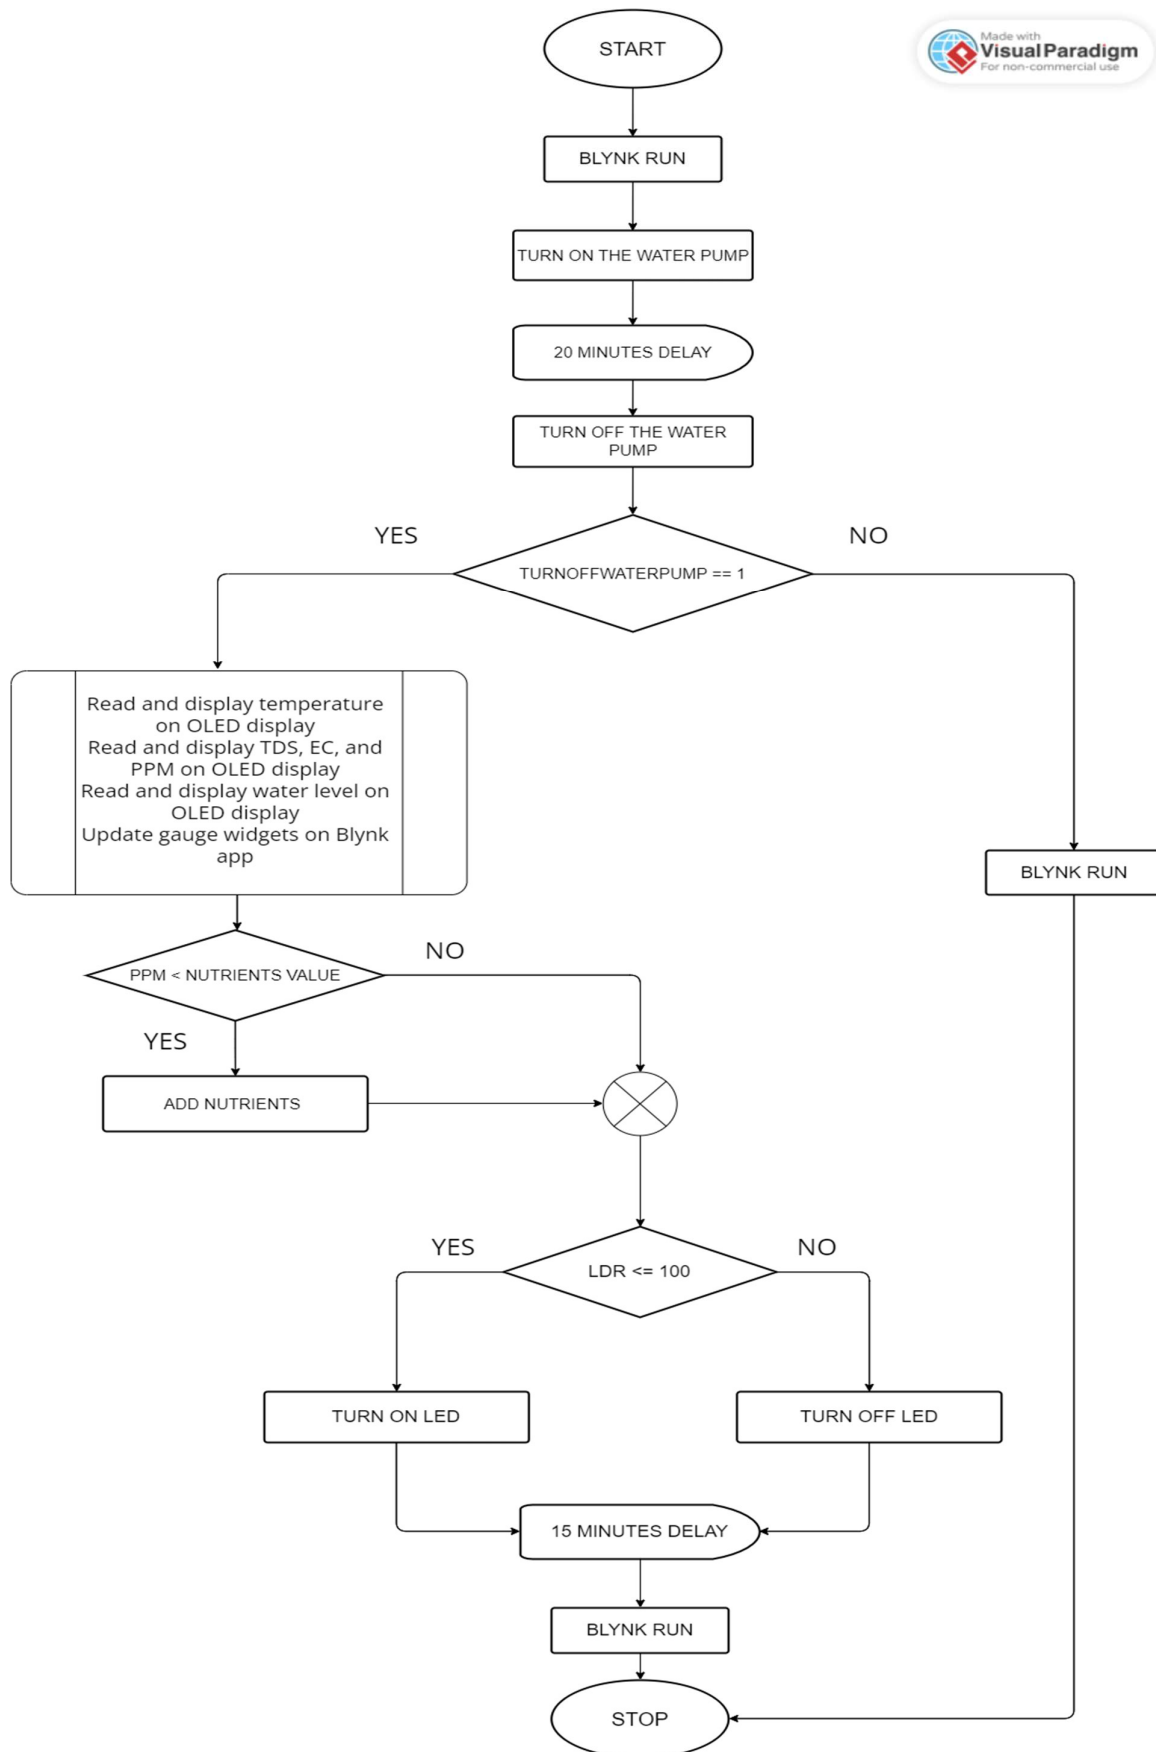 START
Made with
Visual Paradigm
For non-commercial use
BLYNK RUN
TURN ON THE WATER PUMP
20 MINUTES DELAY
TURN OFF THE WATER
PUMP
YES
NO
TURNOFFWATERPUMP == 1
Read and display temperature
on OLED display
Read and display TDS, EC, and
PPM on OLED display
Read and display water level on
OLED display
Update gauge widgets on Blynk
app
BLYNK RUN
NO
PPM < NUTRIENTS VALUE
YES
ADD NUTRIENTS
YES
NO
LDR <= 100
TURN ON LED
TURN OFF LED
15 MINUTES DELAY
BLYNK RUN
STOP